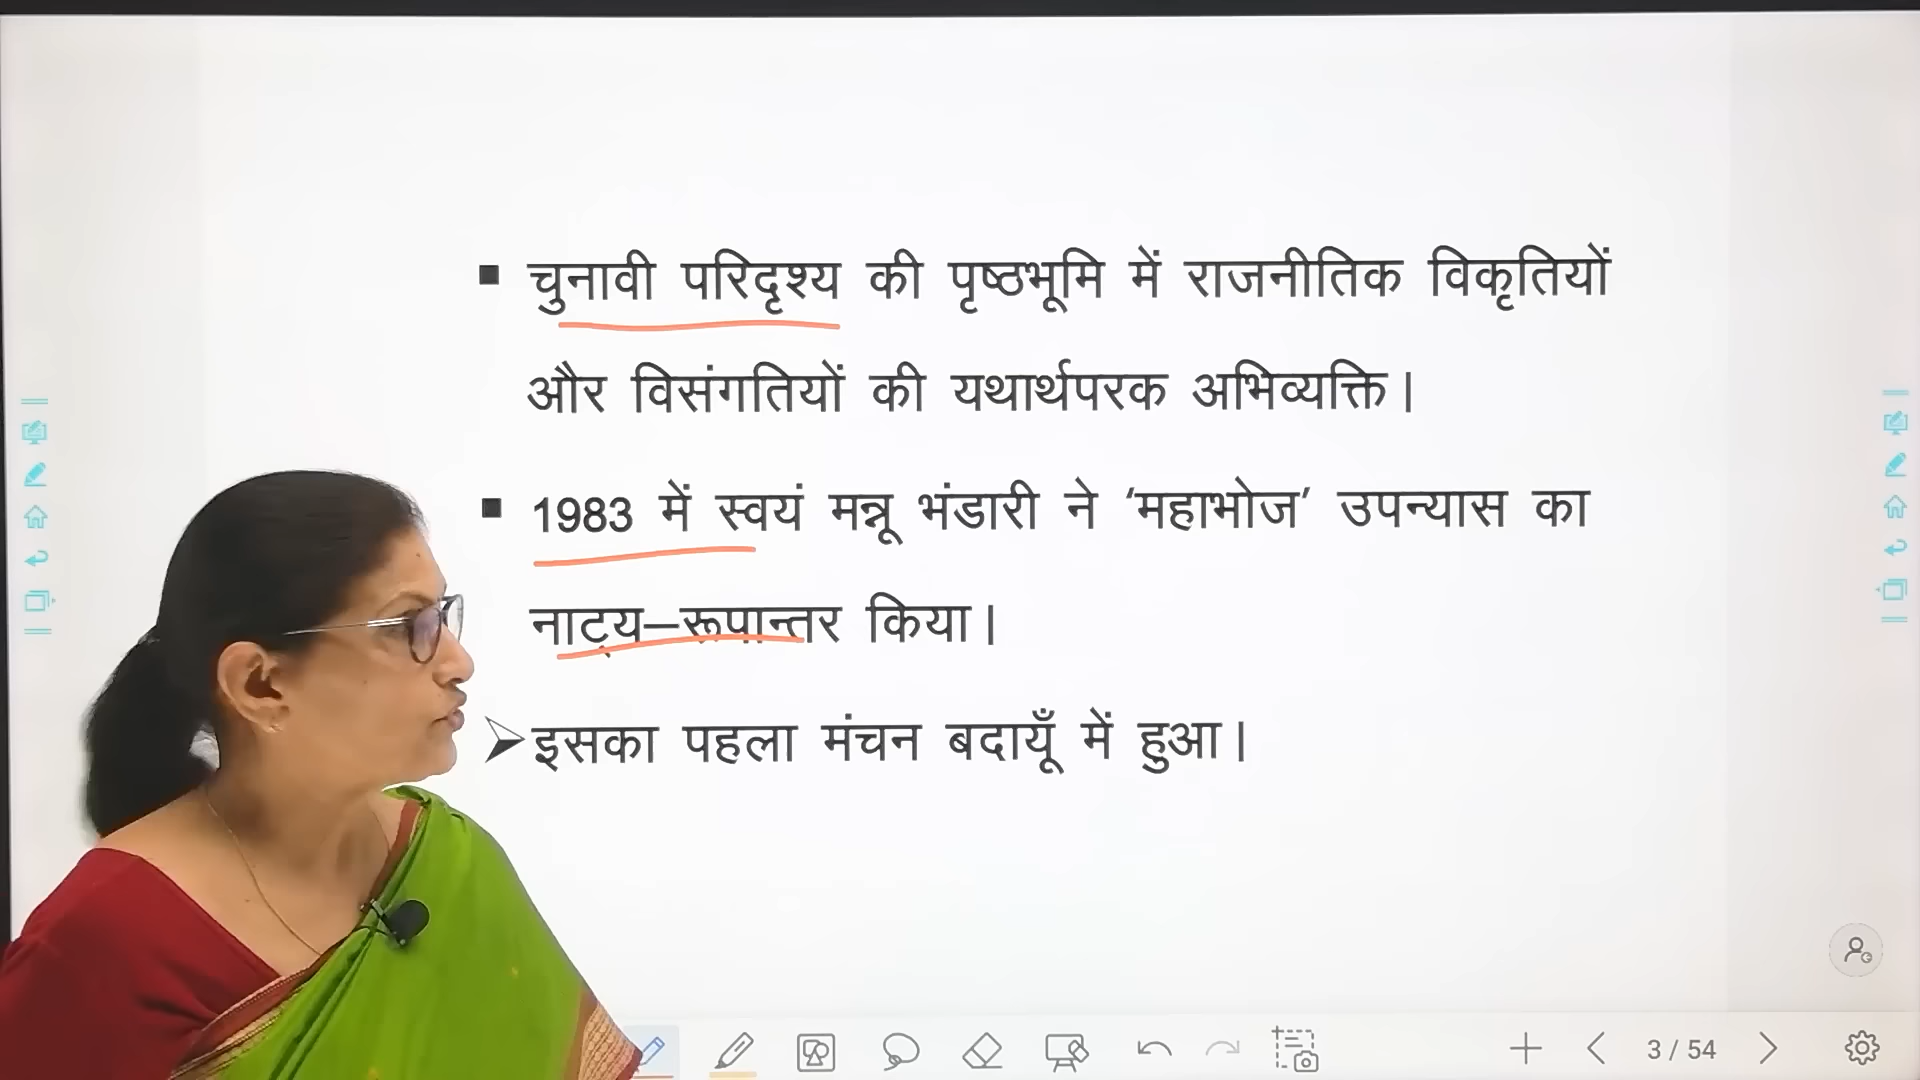 चुनावी परिदृश्य की पृष्ठभूमि में राजनीतिक विकृतियों
और विसंगतियों की यथार्थपरक अभिव्यक्ति।
1983 में स्वयं मन्नू भंडारी ने ‘महाभोज’ उपन्यास का
नाट्य–रूपान्तर किया।
इसका पहला मंचन बदायूँ में हुआ।
3 / 54